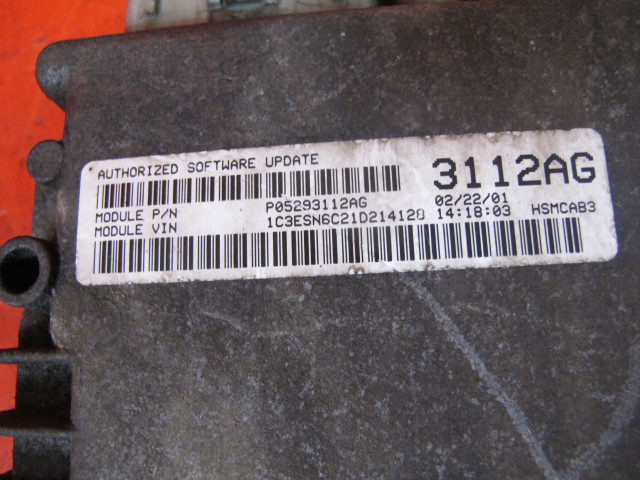 AUTHORIZED SOFTWARE UPDATE 3112AG
MODULE P/N P05293112AG 02/22/01
MODULE VIN 1C3ESN6C21D214128 14:18:03 HSMCAB3